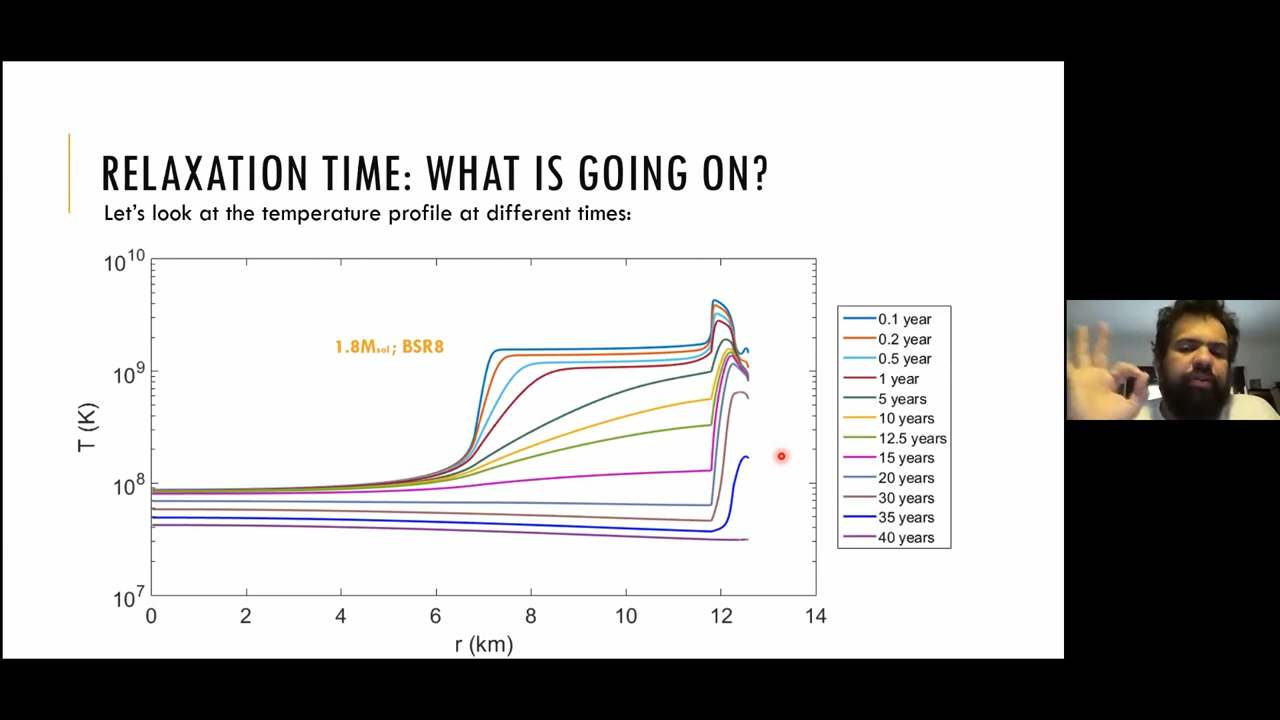 RELAXATION TIME: WHAT IS GOING ON?
Let's look at the temperature profile at different times:
10^10
10^9
10^8
10^7
T (K)
1.8M_sol; BSR8
0 2 4 6 8 10 12 14
r (km)
0.1 year
0.2 year
0.5 year
1 year
5 years
10 years
12.5 years
15 years
20 years
30 years
35 years
40 years